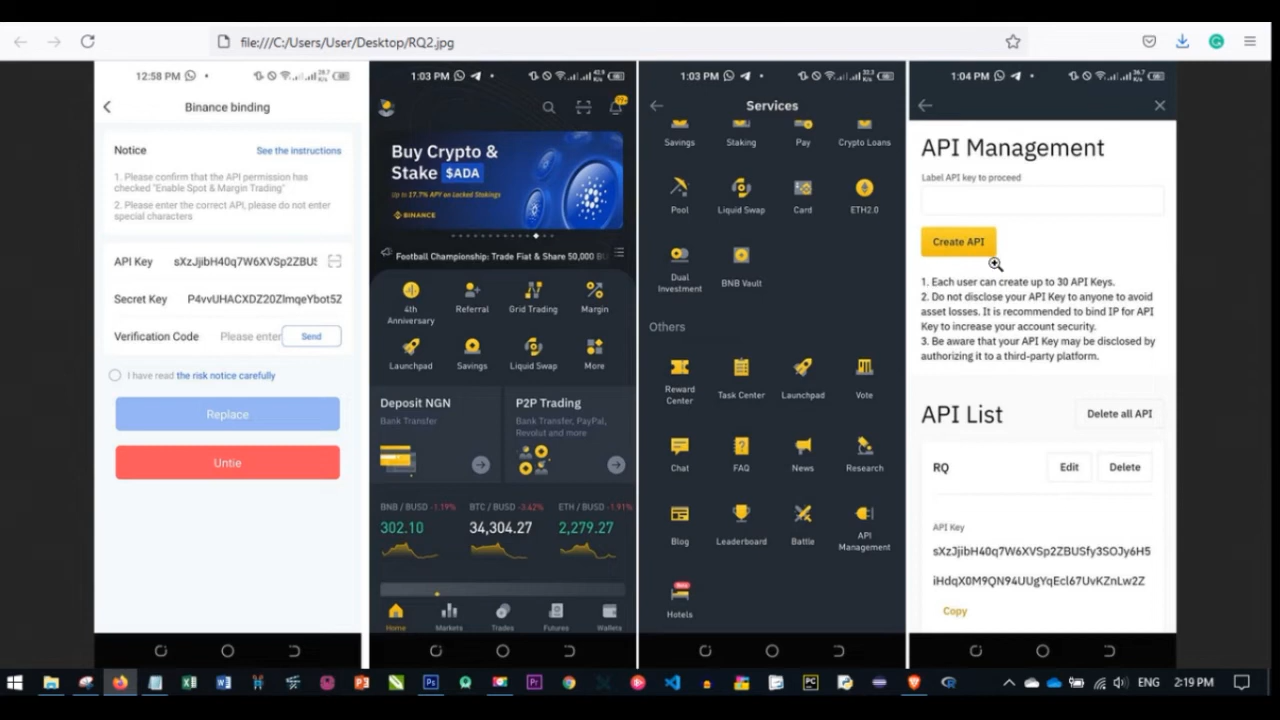 file:///C:/Users/User/Desktop/RQ2.jpg
12:58 PM
Binance binding
Notice
See the instructions
1. Please confirm that the API permission has
checked "Enable Spot & Margin Trading"
2. Please enter the correct API, please do not enter
special characters
API Key
sXzJjibH40q7W6XVSp2ZBUS
Secret Key
P4vvUHACXDZ20ZlmqeYbot5Z
Verification Code
Please enter
Send
I have read the risk notice carefully
Replace
Untie
1:03 PM
Buy Crypto &
Stake $ADA
Up to 17.7% APY on Locked Stakings
BINANCE
Football Championship: Trade Fiat & Share 50,000
4th
Anniversary
Referral
Grid Trading
Margin
Launchpad
Savings
Liquid Swap
More
Deposit NGN
Bank Transfer
P2P Trading
Bank Transfer, PayPal,
Revolut and more
BNB / BUSD -1.19%
302.10
BTC / BUSD -3.42%
34,304.27
ETH / BUSD -1.91%
2,279.27
Home
Markets
Trades
Futures
Wallets
1:03 PM
Services
Savings
Staking
Pay
Crypto Loans
Pool
Liquid Swap
Card
ETH2.0
Dual
Investment
BNB Vault
Others
Reward
Center
Task Center
Launchpad
Vote
Chat
FAQ
News
Research
Blog
Leaderboard
Battle
API
Management
Hotels
1:04 PM
API Management
Label API key to proceed
Create API
1. Each user can create up to 30 API Keys.
2. Do not disclose your API Key to anyone to avoid
asset losses. It is recommended to bind IP for API
Key to increase your account security.
3. Be aware that your API Key may be disclosed by
authorizing it to a third-party platform.
API List
Delete all API
RQ
Edit
Delete
API Key
sXzJjibH40q7W6XVSp2ZBUSfy3SOJy6H5
iHdqX0M9QN94UUgYqEcl67UvKZnLw2Z
Copy
ENG
2:19 PM